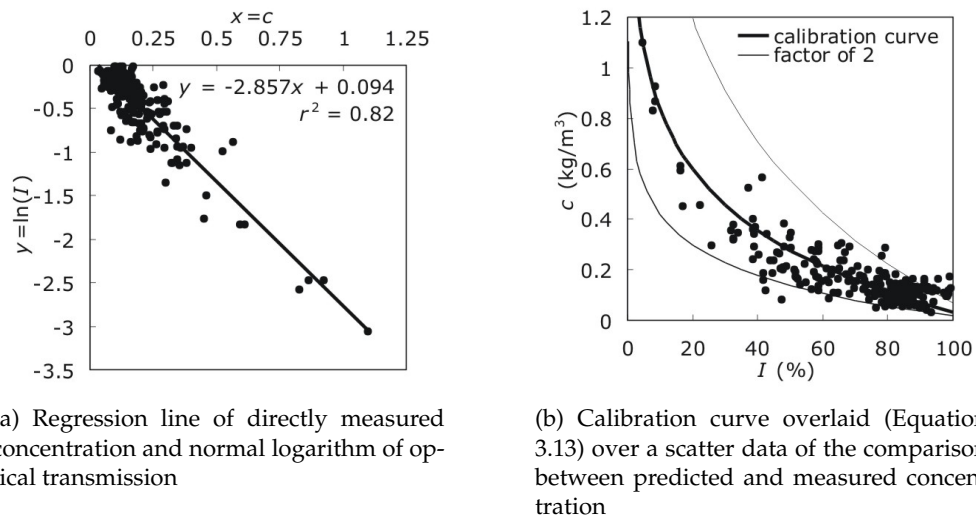 x=c
0 0.25 0.5 0.75 1 1.25
0
-0.5
-1
-1.5
-2
-2.5
-3
-3.5
y=ln(I)
y = -2.857x + 0.094
r² = 0.82
1.2
1
0.8
0.6
0.4
0.2
0
c (kg/m³)
calibration curve
factor of 2
0 20 40 60 80 100
I (%)
a) Regression line of directly measured
concentration and normal logarithm of op-
ical transmission
(b) Calibration curve overlaid (Equation
3.13) over a scatter data of the comparison
between predicted and measured concen
tration